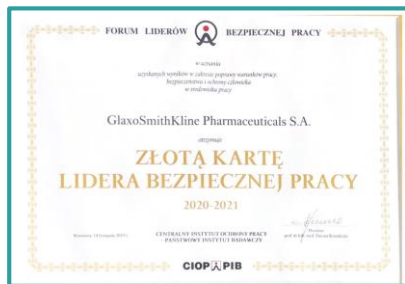 FORUM LIDERÓW BEZPIECZNEJ PRACY
w uznaniu
uzyskanych wyników w zakresie poprawy warunków pracy,
bezpieczeństwa i ochrony człowieka
w środowisku pracy
GlaxoSmithKline Pharmaceuticals S.A.
otrzymuje
ZŁOTĄ KARTĘ
LIDERA BEZPIECZNEJ PRACY
2020-2021
CENTRALNY INSTYTUT OCHRONY PRACY
- PAŃSTWOWY INSTYTUT BADAWCZY
CIOP PIB